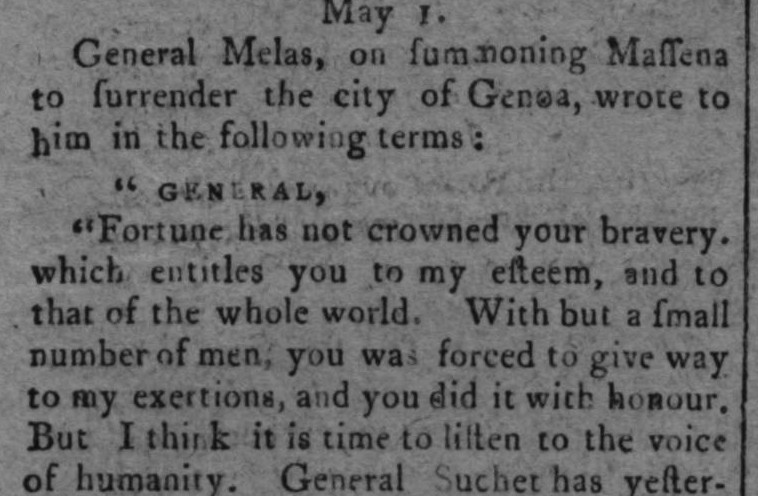 May 1.
General Melas, on ſummoning Maſſena
to ſurrender the city of Genoa, wrote to
him in the following terms:
“ GENERAL,
“Fortune has not crowned your bravery.
which entitles you to my eſteem, and to
that of the whole world. With but a ſmall
number of men, you was forced to give way
to my exertions, and you did it with honour.
But I think it is time to liſten to the voice
of humanity. General Suchet has yeſter-